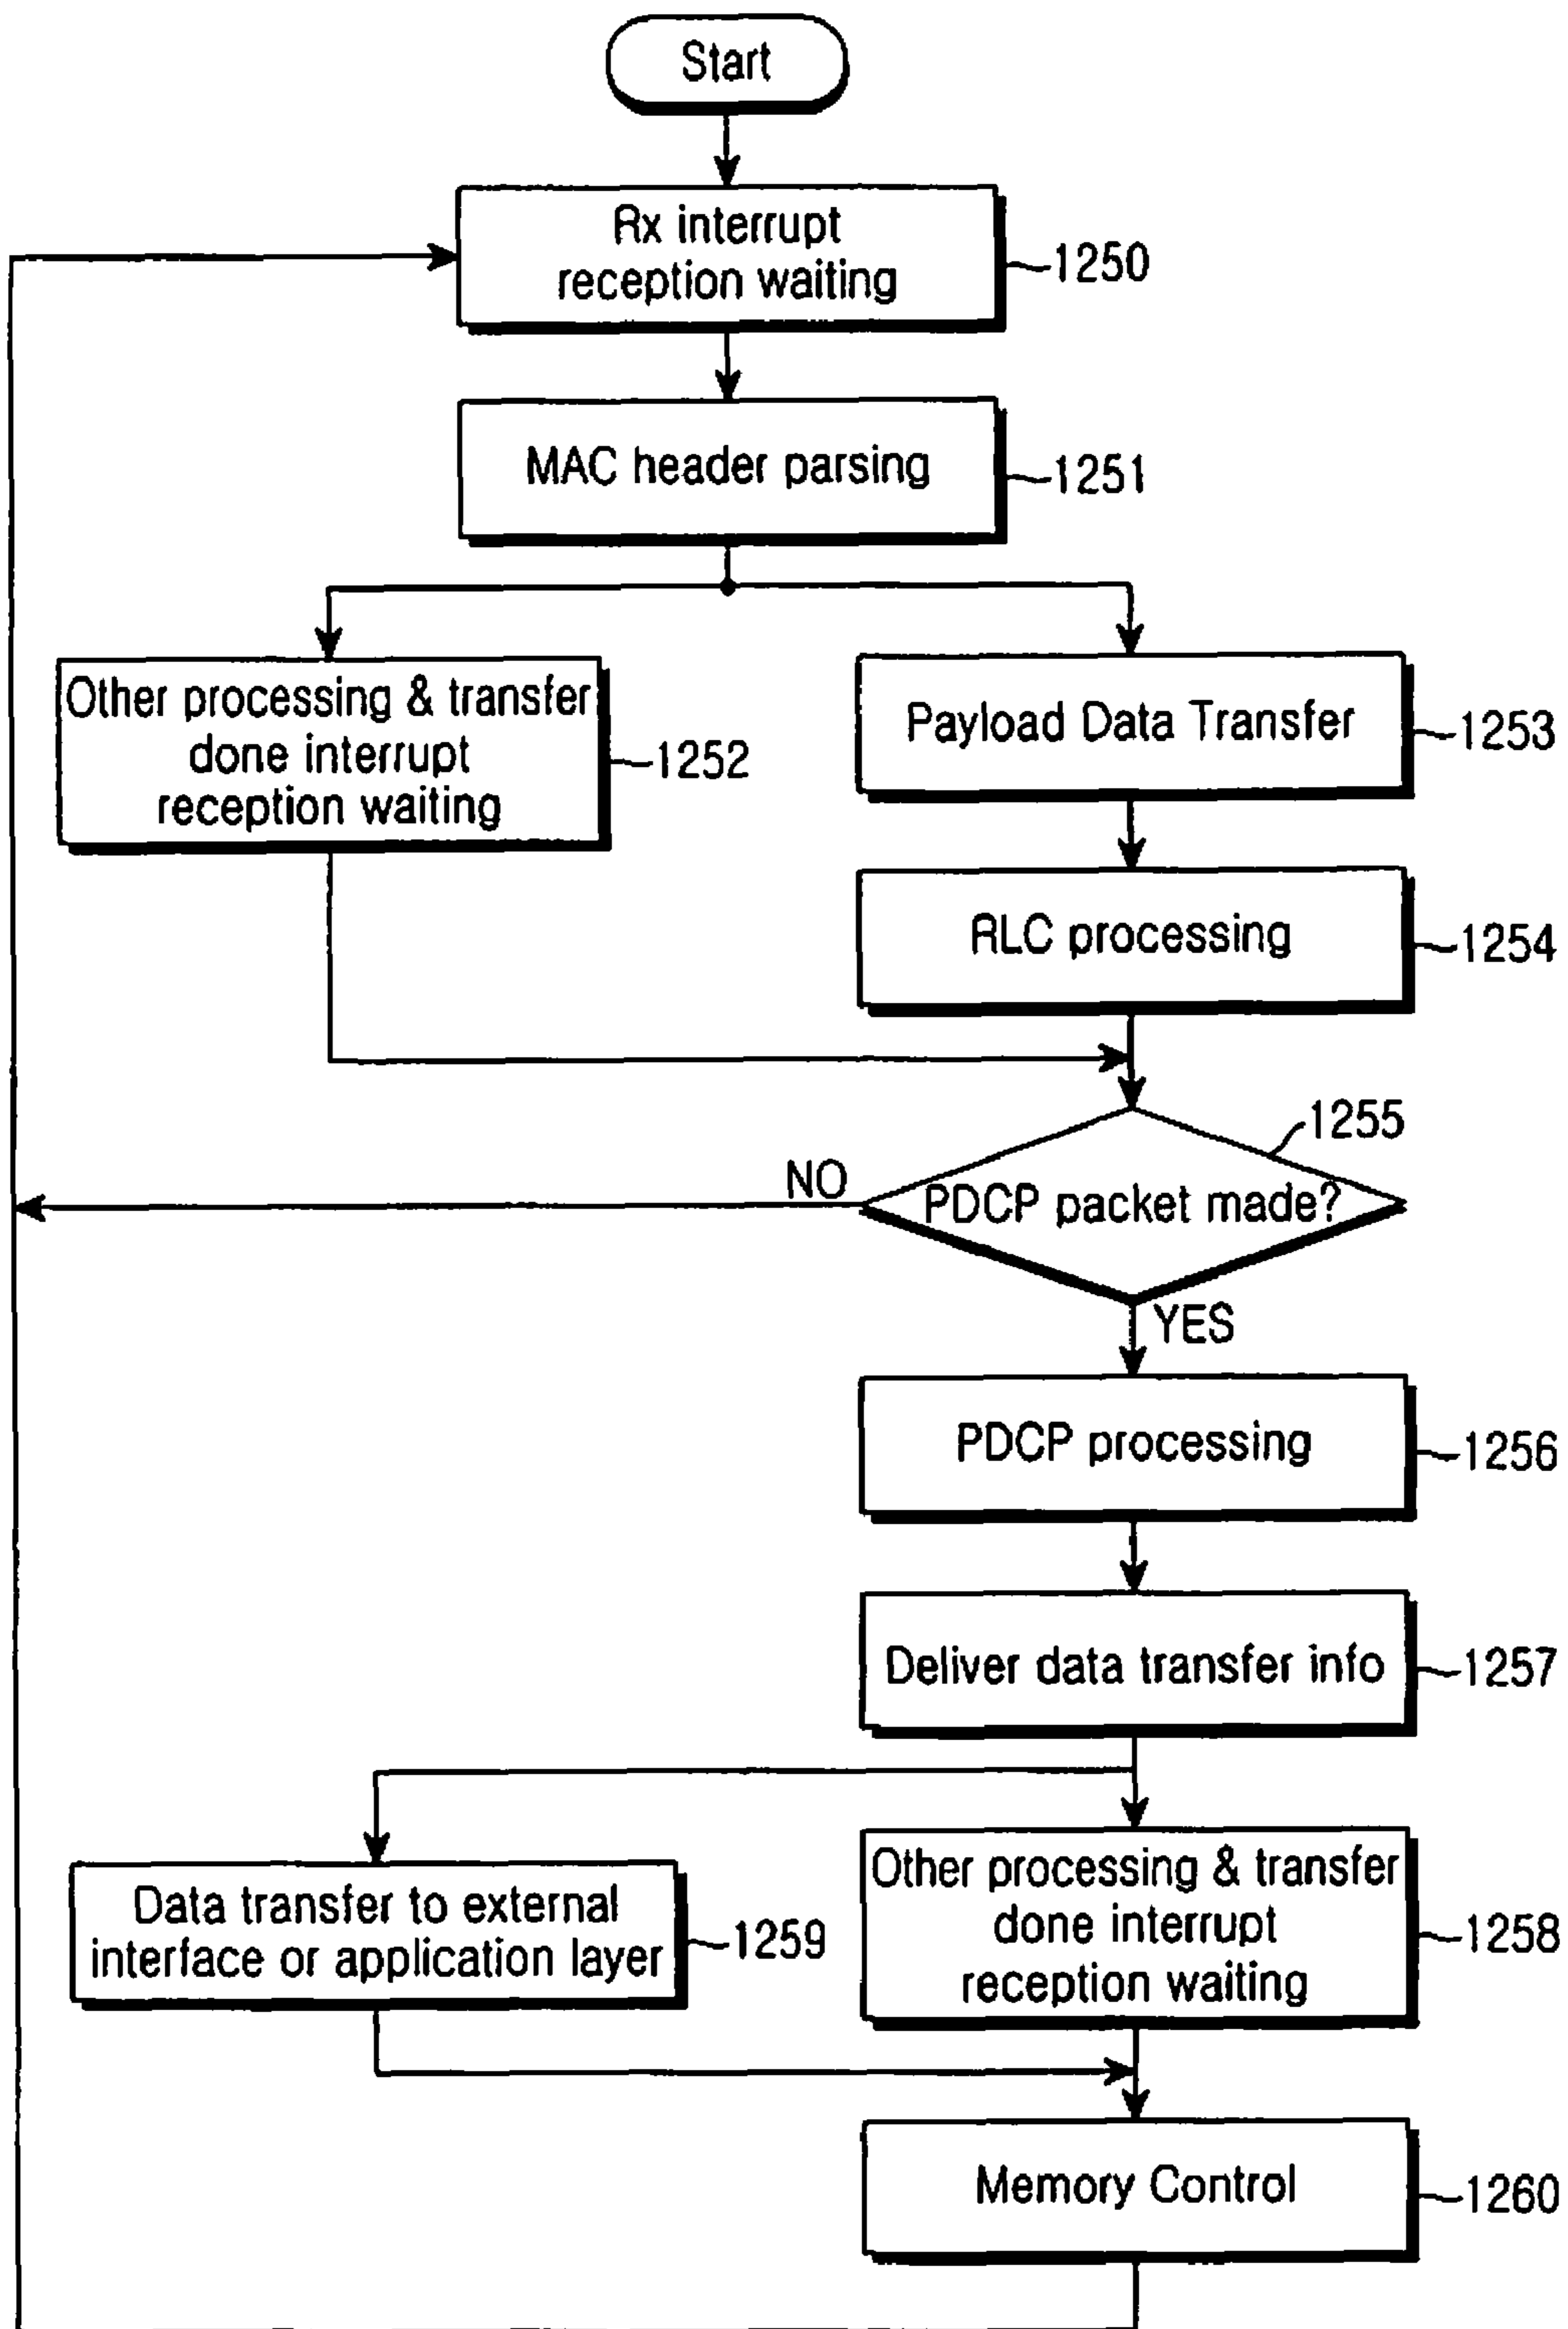 Start
Rx interrupt
reception waiting
1250
MAC header parsing
1251
Other processing & transfer
done interrupt
reception waiting
1252
Payload Data Transfer
1253
RLC processing
1254
1255
NO
PDCP packet made?
YES
PDCP processing
1256
Deliver data transfer info
1257
Other processing & transfer
done interrupt
reception waiting
1258
Data transfer to external
interface or application layer
1259
Memory Control
1260